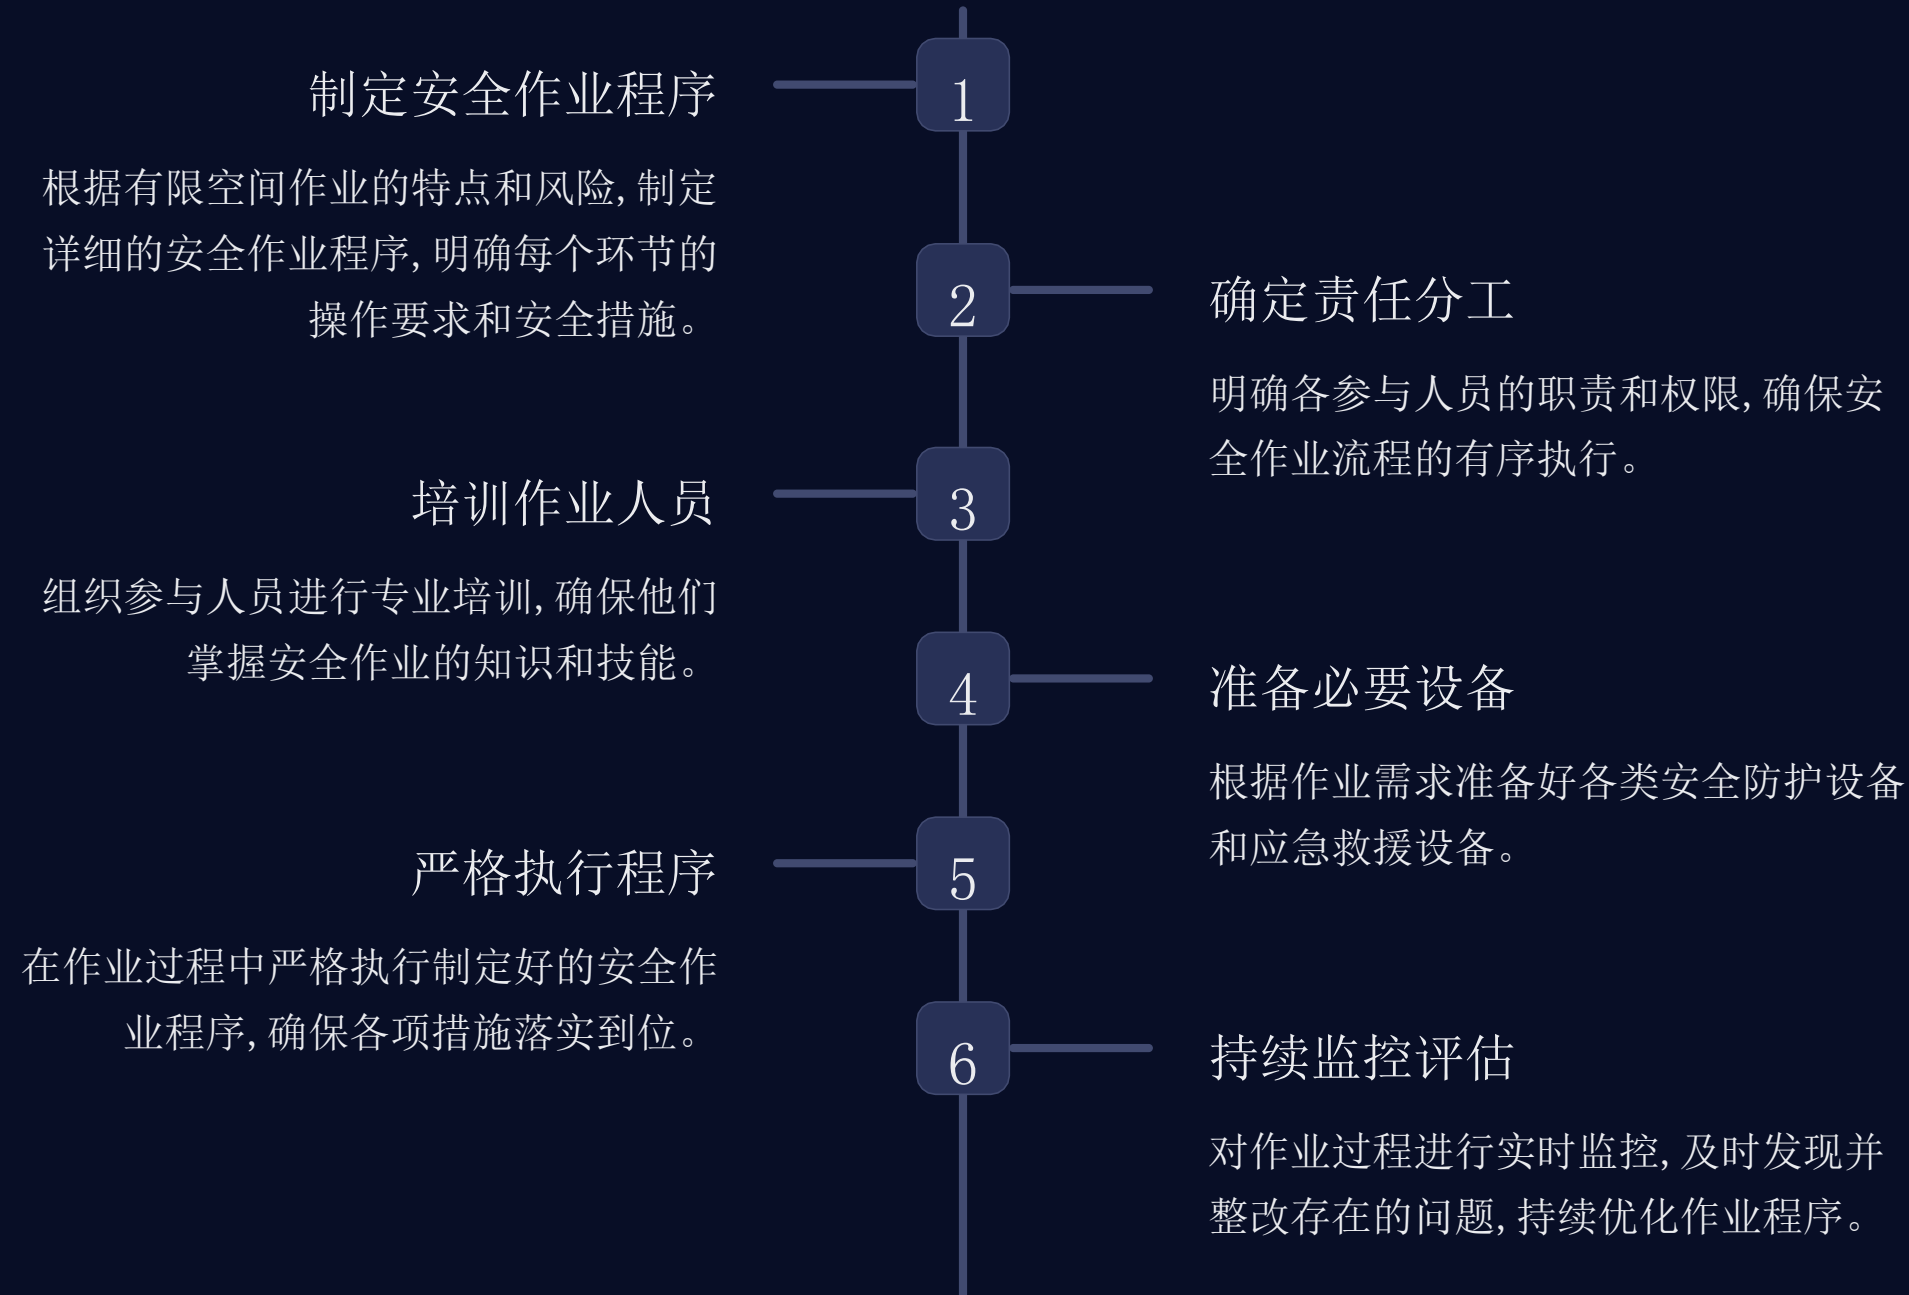 1
制定安全作业程序
根据有限空间作业的特点和风险,制定
详细的安全作业程序,明确每个环节的
操作要求和安全措施。
2
确定责任分工
明确各参与人员的职责和权限,确保安
全作业流程的有序执行。
3
培训作业人员
组织参与人员进行专业培训,确保他们
掌握安全作业的知识和技能。
4
准备必要设备
根据作业需求准备好各类安全防护设备
和应急救援设备。
5
严格执行程序
在作业过程中严格执行制定好的安全作
业程序,确保各项措施落实到位。
6
持续监控评估
对作业过程进行实时监控,及时发现并
整改存在的问题,持续优化作业程序。